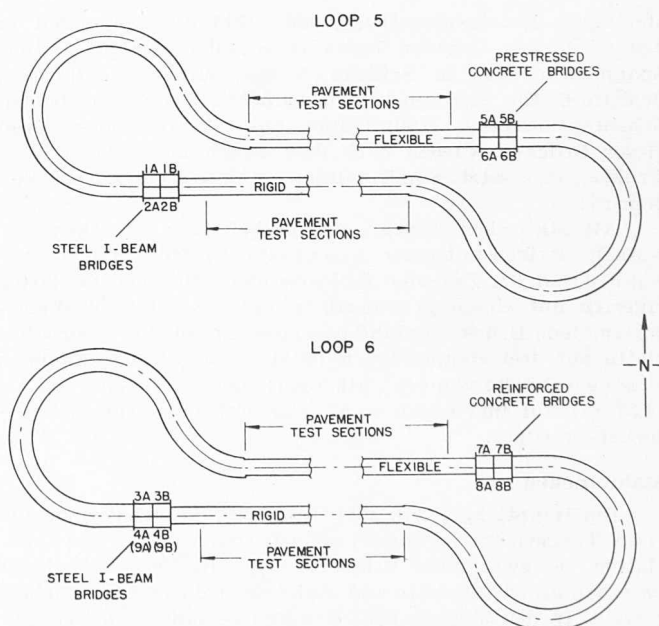 LOOP 5
PAVEMENT
TEST SECTIONS
PRESTRESSED
CONCRETE BRIDGES
FLEXIBLE
5A 5B
6A 6B
1A 1B
2A 2B
RIGID
PAVEMENT
TEST SECTIONS
STEEL I-BEAM
BRIDGES
LOOP 6
-N-
PAVEMENT
TEST SECTIONS
REINFORCED
CONCRETE BRIDGES
FLEXIBLE
7A 7B
8A 8B
3A 3B
4A 4B
(9A) (9B)
RIGID
PAVEMENT
TEST SECTIONS
STEEL I-BEAM
BRIDGES